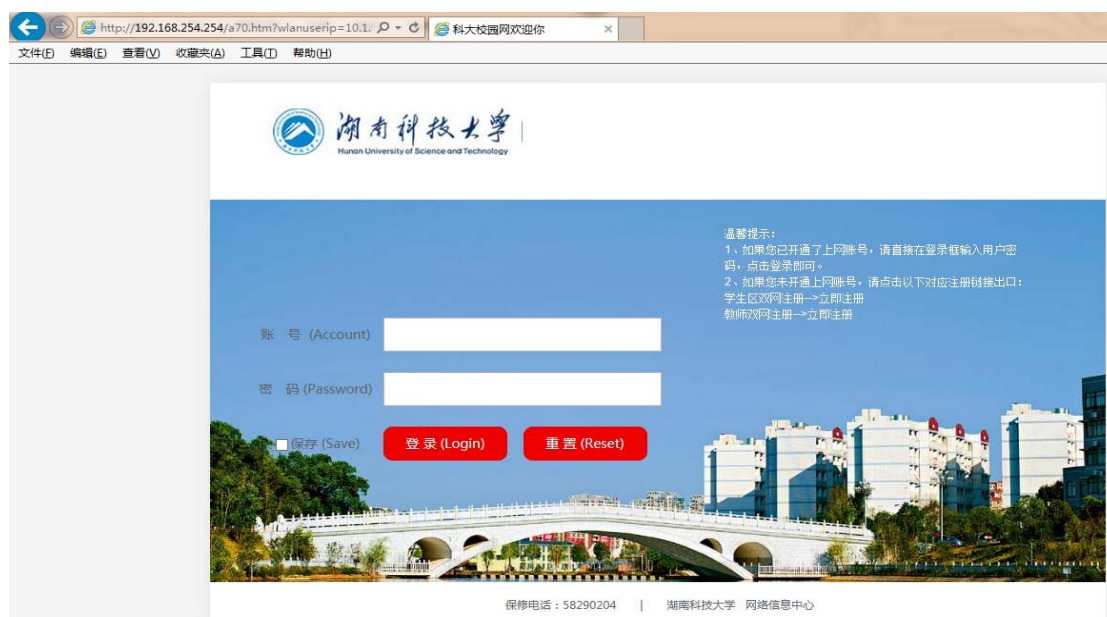 http://192.168.254.254/a70.htm?wlanuserip=10.1.
科大校园网欢迎你
文件(F) 编辑(E) 查看(V) 收藏夹(A) 工具(T) 帮助(H)
湖南科技大学
Hunan University of Science and Technology
温馨提示：
1、如果您已开通了上网账号，请直接在登录框输入用户密
码，点击登录即可。
2、如果您未开通上网账号，请点击以下对应注册链接出口：
学生区双网注册-->立即注册
教师双网注册-->立即注册
账 号 (Account)
密 码 (Password)
保存 (Save)
登 录 (Login)
重 置 (Reset)
保修电话：58290204 | 湖南科技大学 网络信息中心